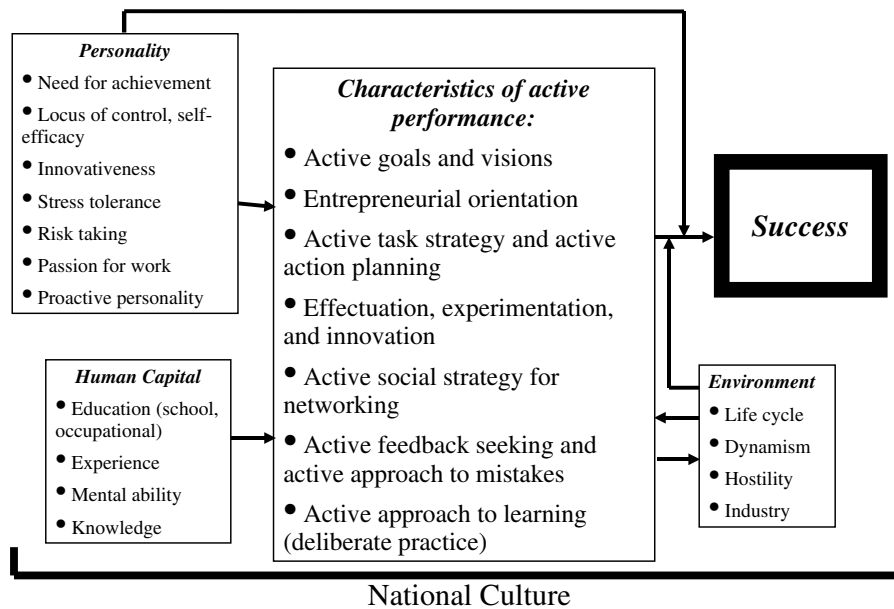 Personality
• Need for achievement
• Locus of control, self-
efficacy
• Innovativeness
• Stress tolerance
• Risk taking
• Passion for work
• Proactive personality
Human Capital
• Education (school,
occupational)
• Experience
• Mental ability
• Knowledge
Characteristics of active
performance:
• Active goals and visions
• Entrepreneurial orientation
• Active task strategy and active
action planning
• Effectuation, experimentation,
and innovation
• Active social strategy for
networking
• Active feedback seeking and
active approach to mistakes
• Active approach to learning
(deliberate practice)
Success
Environment
• Life cycle
• Dynamism
• Hostility
• Industry
National Culture